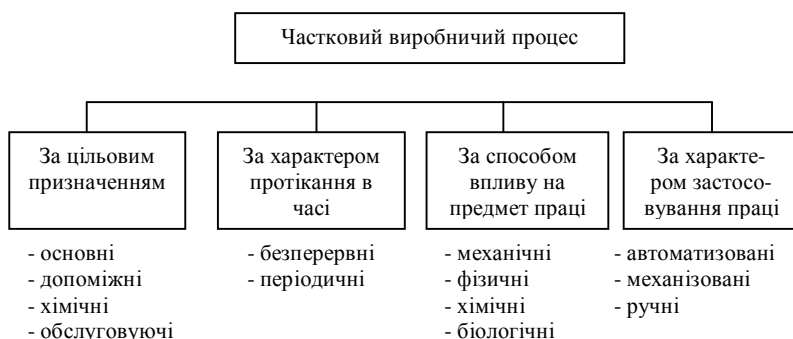 Частковий виробничий процес
За цільовим
призначенням
За характером
протікання в
часі
За способом
впливу на
предмет праці
За характе-
ром застосо-
вування праці
- основні
- допоміжні
- хімічні
- обслуговуючі
- безперервні
- періодичні
- механічні
- фізичні
- хімічні
- біологічні
- автоматизовані
- механізовані
- ручні